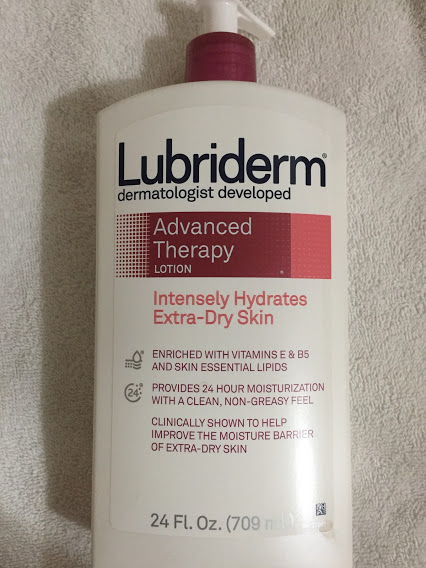 Lubriderm®
dermatologist developed
Advanced
Therapy
LOTION
Intensely Hydrates
Extra-Dry Skin
ENRICHED WITH VITAMINS E & B5
AND SKIN ESSENTIAL LIPIDS
24
PROVIDES 24 HOUR MOISTURIZATION
WITH A CLEAN, NON-GREASY FEEL
CLINICALLY SHOWN TO HELP
IMPROVE THE MOISTURE BARRIER
OF EXTRA-DRY SKIN
24 Fl. Oz. (709 mL)